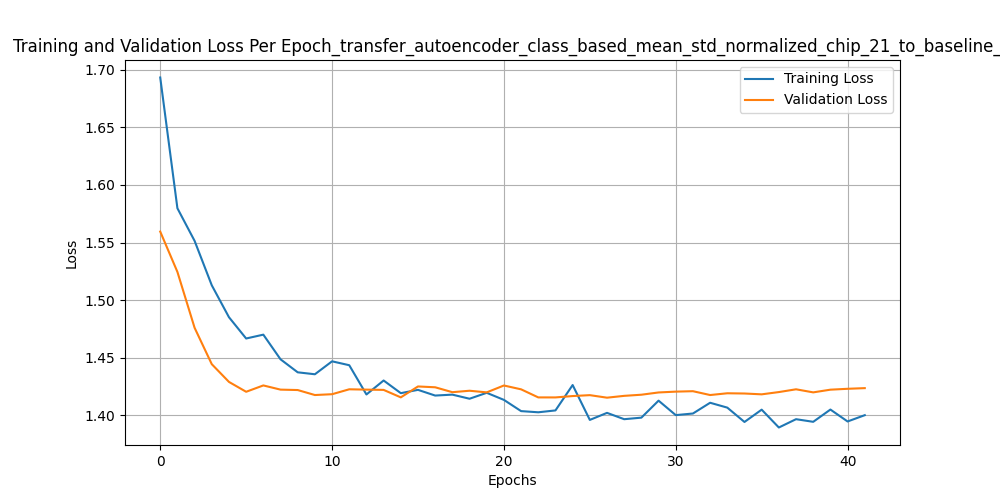 Training and Validation Loss Per Epoch_transfer_autoencoder_class_based_mean_std_normalized_chip_21_to_baseline_
Training Loss
Validation Loss
1.70
1.65
1.60
1.55
1.50
1.45
1.40
Loss
0 10 20 30 40
Epochs